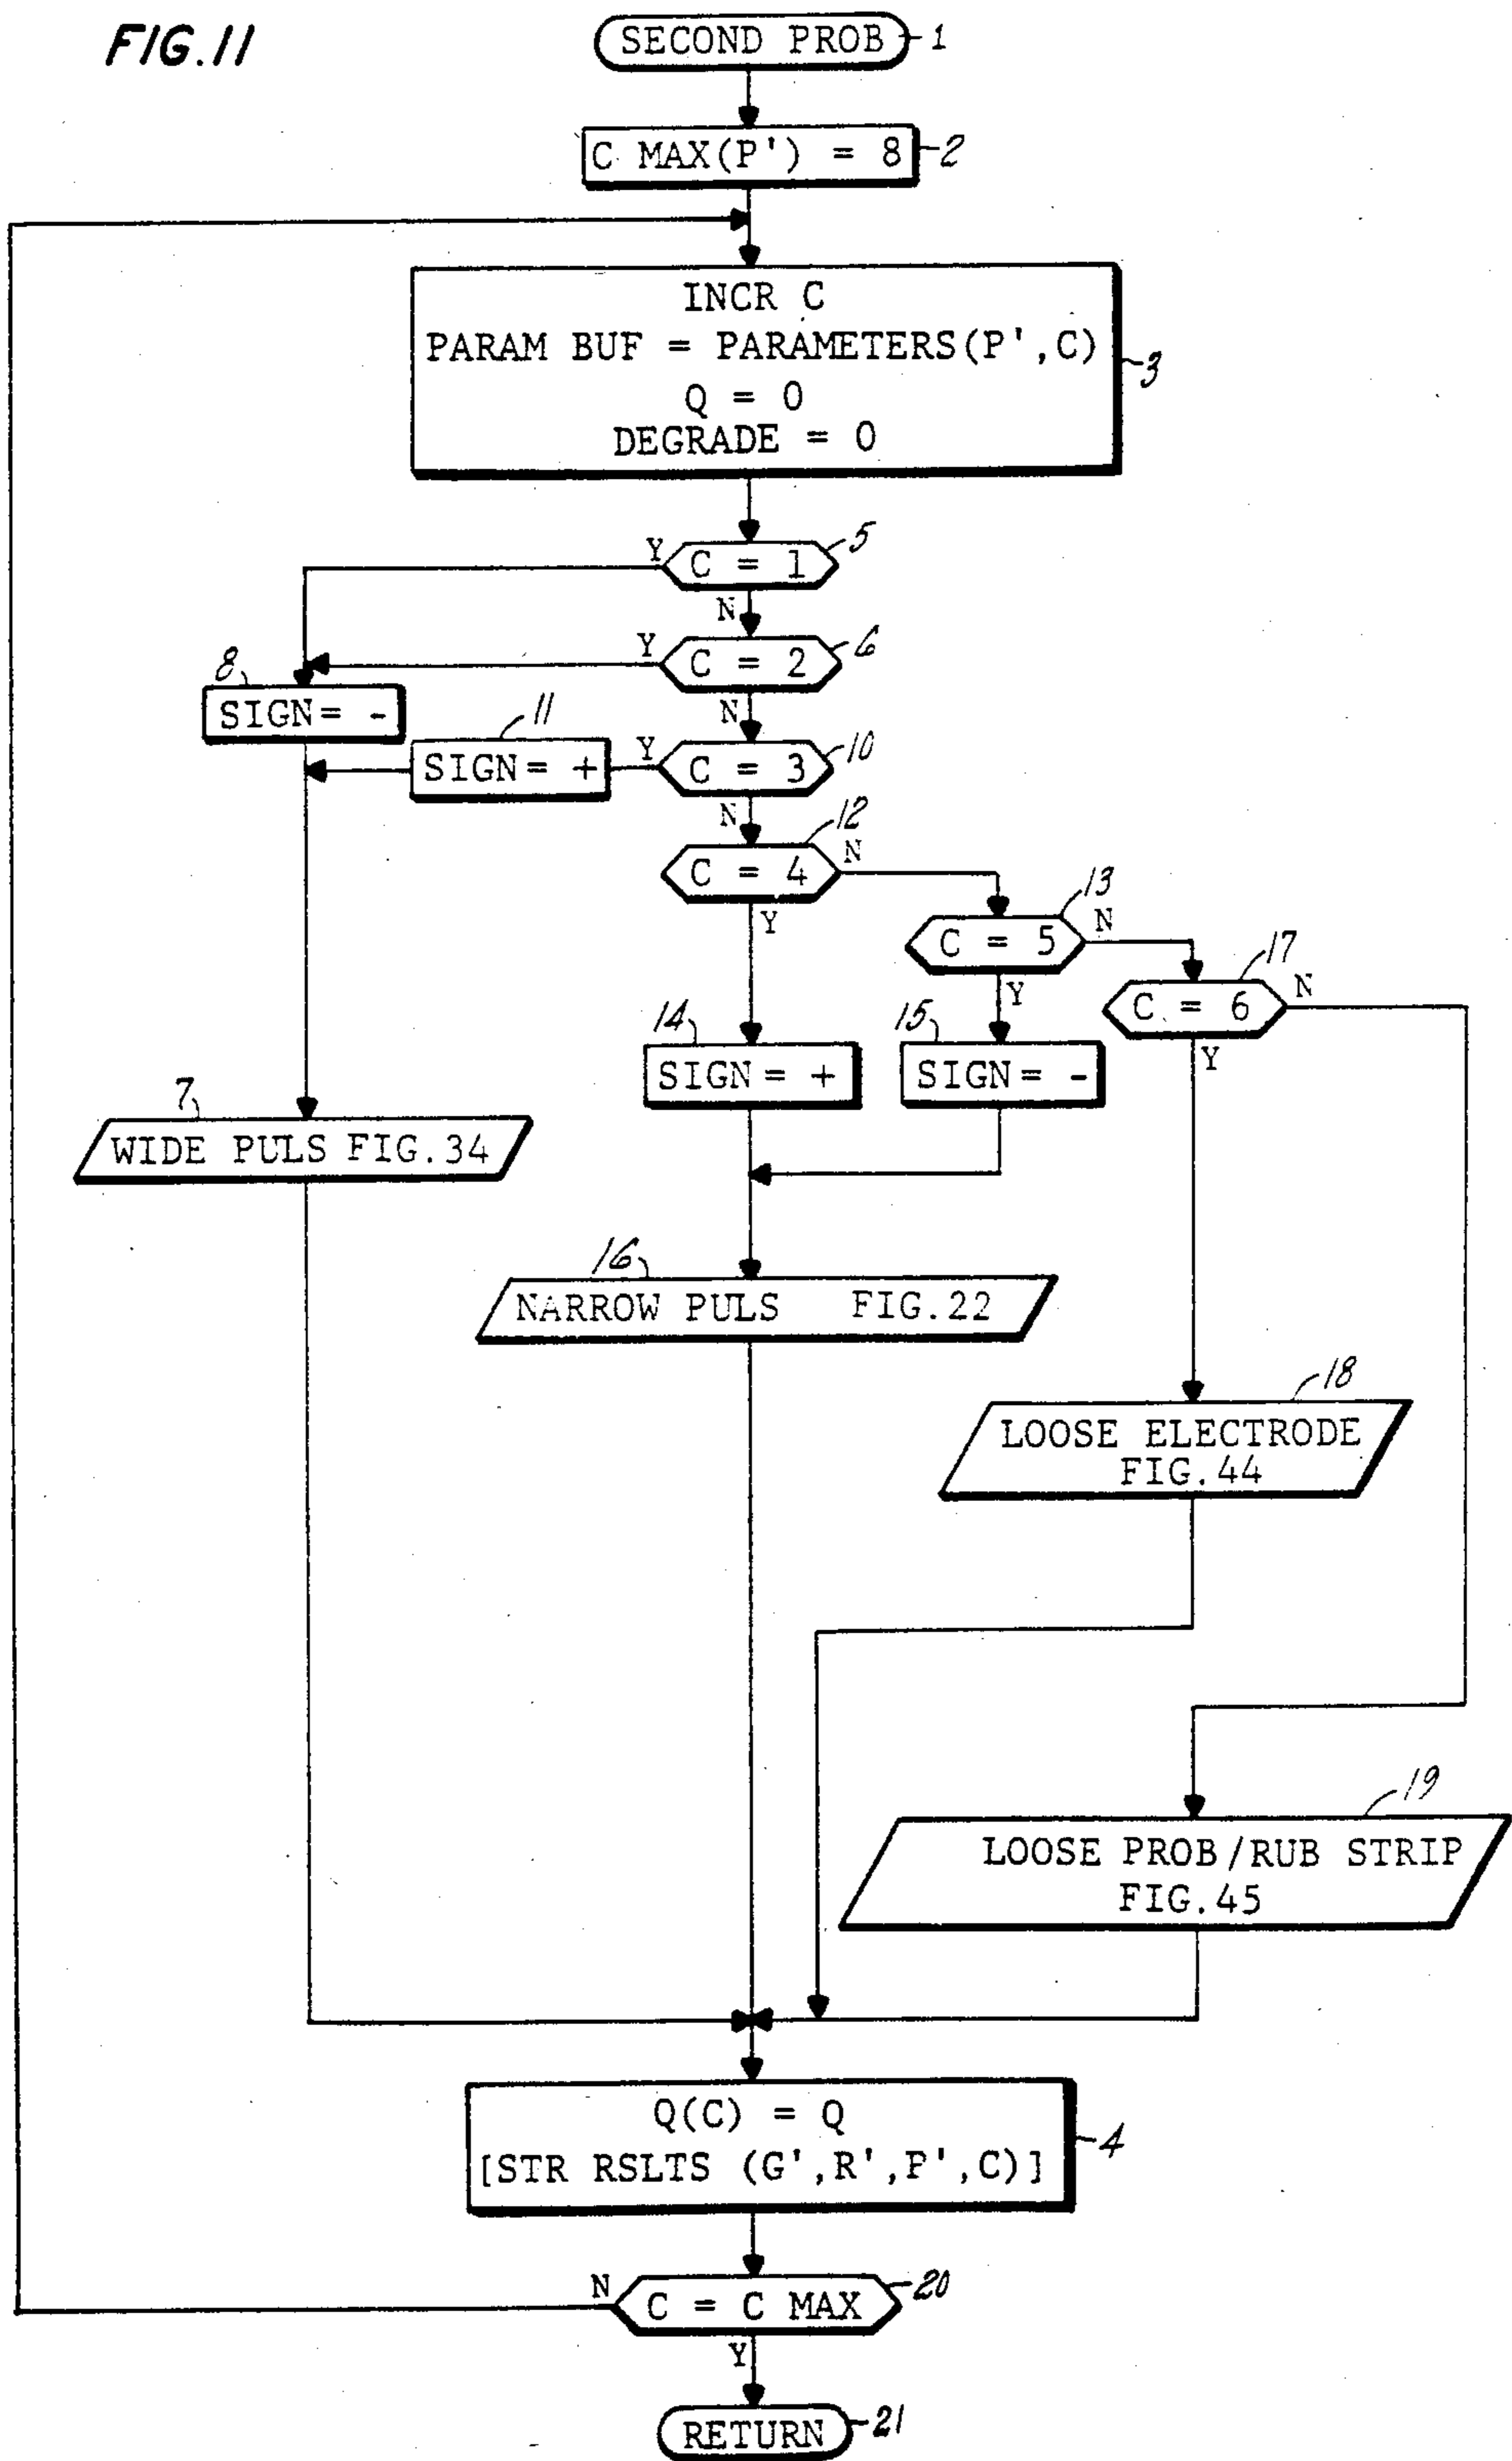 FIG.11
SECOND PROB
1
C MAX(P') = 8
2
INCR C
PARAM BUF = PARAMETERS(P',C)
Q = 0
DEGRADE = 0
3
C = 1
5
Y
N
C = 2
6
Y
N
8
SIGN= -
11
SIGN= +
Y
C = 3
10
N
C = 4
12
N
Y
C = 5
13
N
Y
C = 6
17
N
Y
14
SIGN= +
15
SIGN= -
7
WIDE PULS FIG.34
16
NARROW PULS FIG.22
18
LOOSE ELECTRODE
FIG.44
19
LOOSE PROB/RUB STRIP
FIG.45
Q(C) = Q
[STR RSLTS (G',R',P',C)]
4
N
C = C MAX
20
Y
RETURN
21